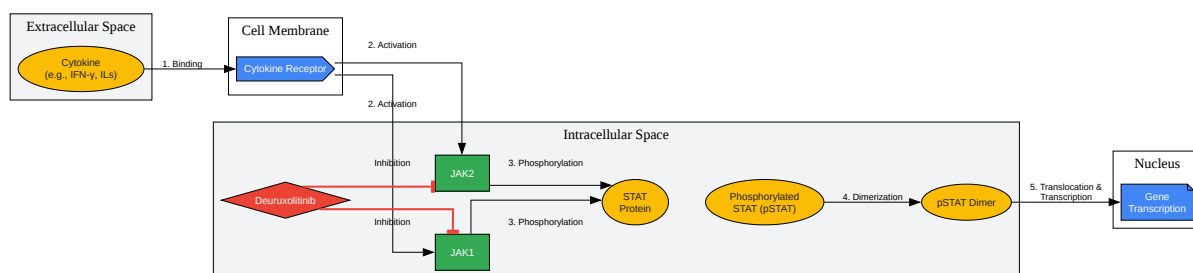 Extracellular Space
Cytokine
(e.g., IFN-γ, ILs)
1. Binding
Cell Membrane
Cytokine Receptor
2. Activation
2. Activation
Intracellular Space
Inhibition
JAK2
3. Phosphorylation
Deuruxolitinib
Inhibition
JAK1
3. Phosphorylation
STAT
Protein
Phosphorylated
STAT (pSTAT)
4. Dimerization
pSTAT Dimer
5. Translocation &
Transcription
Nucleus
Gene
Transcription